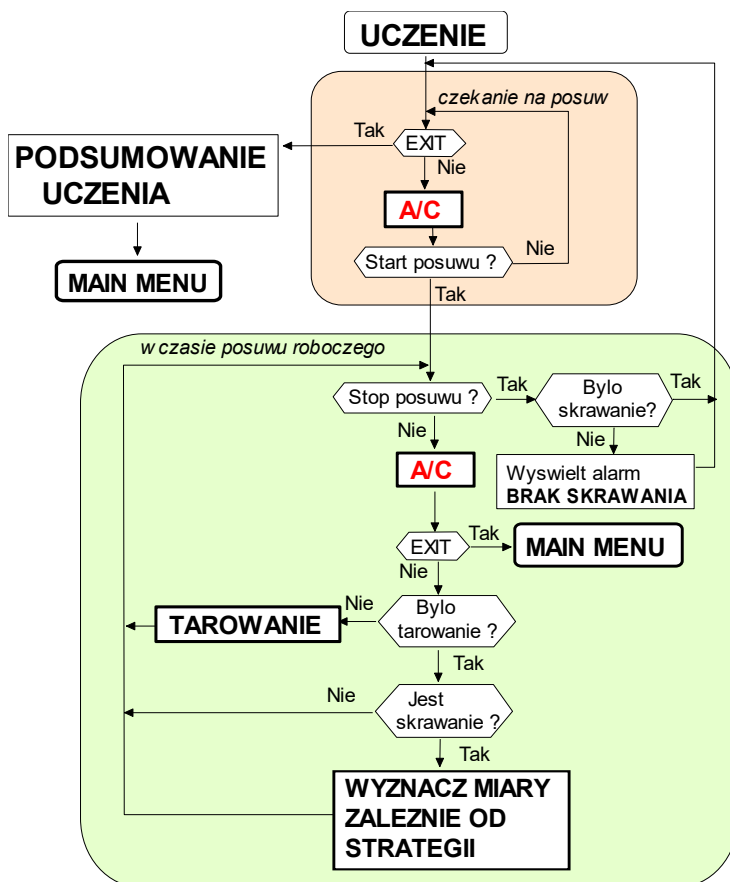 UCZENIE
czekanie na posuw
Tak
EXIT
Nie
PODSUMOWANIE
UCZENIA
A/C
Start posuwu ?
Nie
MAIN MENU
Tak
w czasie posuwu roboczego
Stop posuwu ?
Tak
Bylo
skrawanie?
Tak
Nie
Nie
A/C
Wyswielt alarm
BRAK SKRAWANIA
EXIT
Tak
MAIN MENU
Nie
Bylo
tarowanie ?
Nie
TAROWANIE
Tak
Jest
skrawanie ?
Nie
Tak
WYZNACZ MIARY
ZALEZNIE OD
STRATEGII